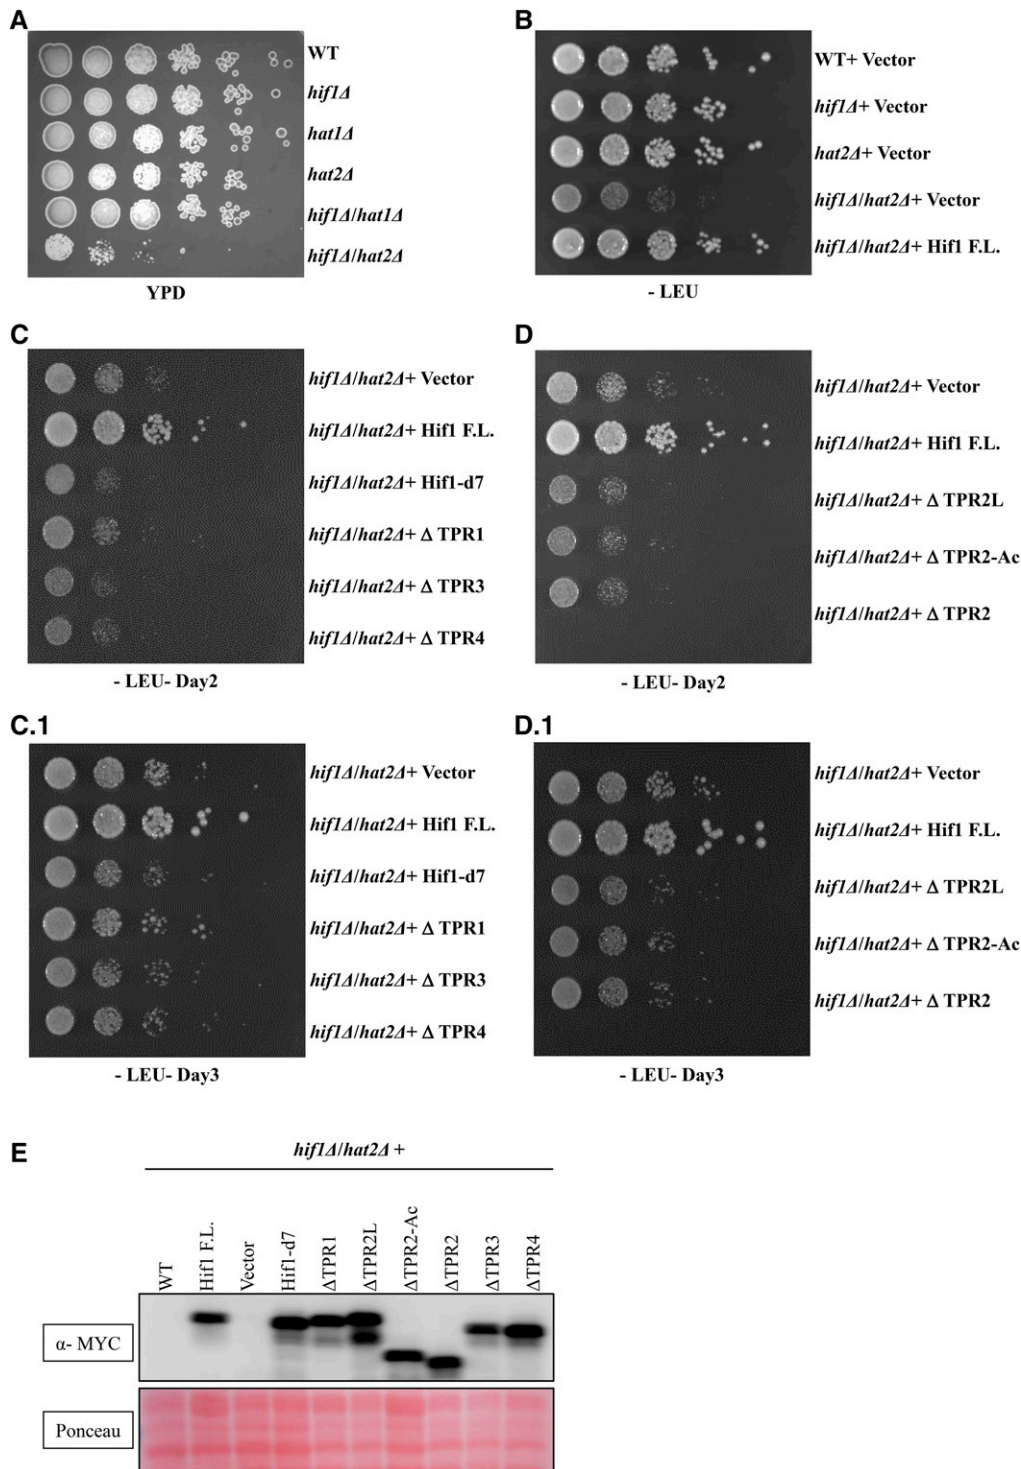 A
WT
hif1Δ
hat1Δ
hat2Δ
hif1Δ/hat1Δ
hif1Δ/hat2Δ
YPD
B
WT+ Vector
hif1Δ+ Vector
hat2Δ+ Vector
hif1Δ/hat2Δ+ Vector
hif1Δ/hat2Δ+ Hif1 F.L.
- LEU
C
hif1Δ/hat2Δ+ Vector
hif1Δ/hat2Δ+ Hif1 F.L.
hif1Δ/hat2Δ+ Hif1-d7
hif1Δ/hat2Δ+ Δ TPR1
hif1Δ/hat2Δ+ Δ TPR3
hif1Δ/hat2Δ+ Δ TPR4
- LEU- Day2
D
hif1Δ/hat2Δ+ Vector
hif1Δ/hat2Δ+ Hif1 F.L.
hif1Δ/hat2Δ+ Δ TPR2L
hif1Δ/hat2Δ+ Δ TPR2-Ac
hif1Δ/hat2Δ+ Δ TPR2
- LEU- Day2
C.1
hif1Δ/hat2Δ+ Vector
hif1Δ/hat2Δ+ Hif1 F.L.
hif1Δ/hat2Δ+ Hif1-d7
hif1Δ/hat2Δ+ Δ TPR1
hif1Δ/hat2Δ+ Δ TPR3
hif1Δ/hat2Δ+ Δ TPR4
- LEU- Day3
D.1
hif1Δ/hat2Δ+ Vector
hif1Δ/hat2Δ+ Hif1 F.L.
hif1Δ/hat2Δ+ Δ TPR2L
hif1Δ/hat2Δ+ Δ TPR2-Ac
hif1Δ/hat2Δ+ Δ TPR2
- LEU- Day3
E
hif1Δ/hat2Δ +
WT
Hif1 F.L.
Vector
Hif1-d7
ΔTPR1
ΔTPR2L
ΔTPR2-Ac
ΔTPR2
ΔTPR3
ΔTPR4
α- MYC
Ponceau